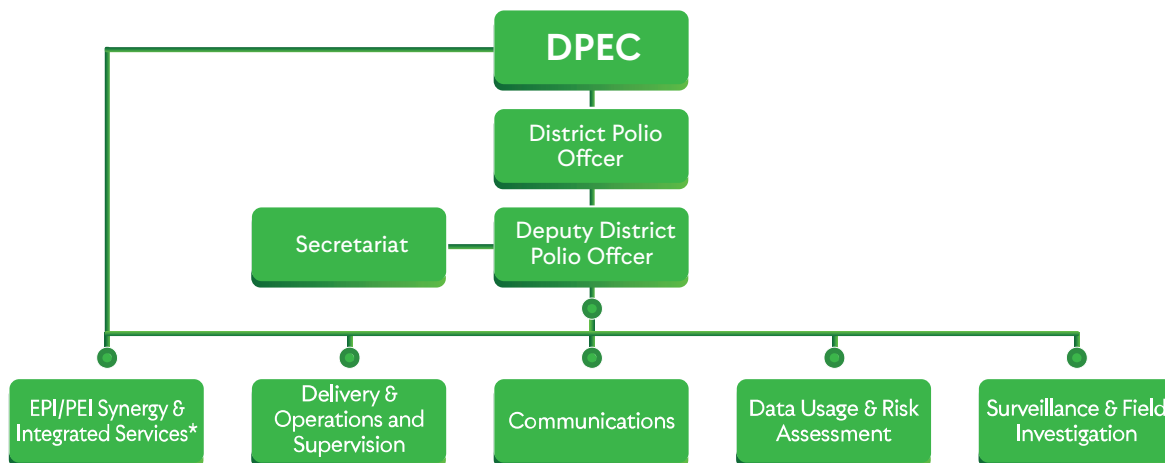 DPEC
District Polio
Offcer
Secretariat
Deputy District
Polio Offcer
EPI/PEI Synergy &
Integrated Services*
Delivery &
Operations and
Supervision
Communications
Data Usage & Risk
Assessment
Surveillance & Field
Investigation